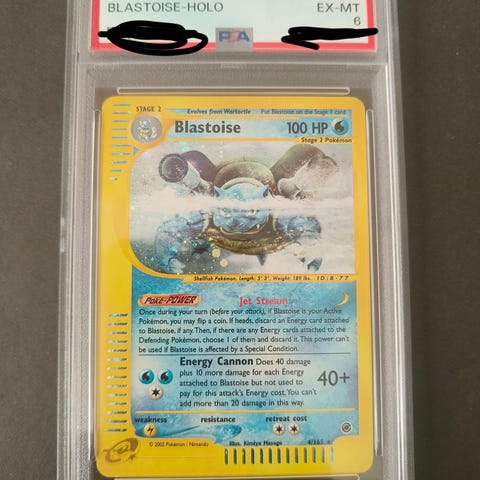 BLASTOISE-HOLO EX-MT
PSA 6
STAGE 2 Evolves from Wartortle Put Blastoise on the Stage 1 card
Blastoise 100 HP
Stage 2 Pokémon
Shellfish Pokémon. Length: 5' 3", Weight: 189 lbs. ID: B-77
Poké-POWER Jet Stream
Once during your turn (before your attack), if Blastoise is your Active
Pokémon, you may flip a coin. If heads, discard an Energy card attached
to Blastoise, if any. Then, if there are any Energy cards attached to the
Defending Pokémon, choose 1 of them and discard it. This power can't
be used if Blastoise is affected by a Special Condition.
Energy Cannon Does 40 damage
plus 10 more damage for each Energy
attached to Blastoise but not used to
pay for this attack's Energy cost. You can't
add more than 20 damage in this way.
40+
weakness resistance retreat cost
e
© 2002 Pokémon / Nintendo Illus. Kimiya Masago 4/165